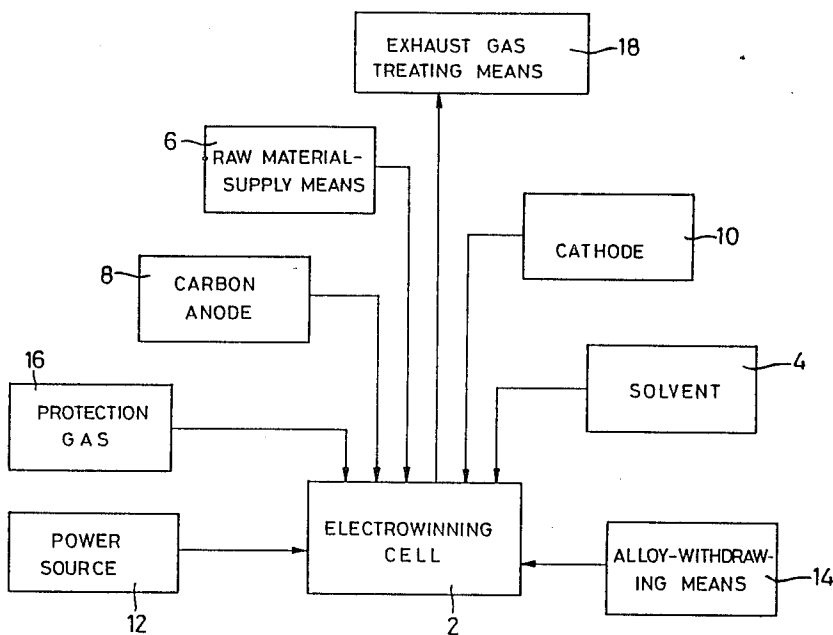 EXHAUST GAS
TREATING MEANS
18
6
RAW MATERIAL-
SUPPLY MEANS
CATHODE
10
8
CARBON
ANODE
16
PROTECTION
GAS
SOLVENT
4
POWER
SOURCE
12
ELECTROWINNING
CELL
2
ALLOY-WITHDRAW-
ING MEANS
14